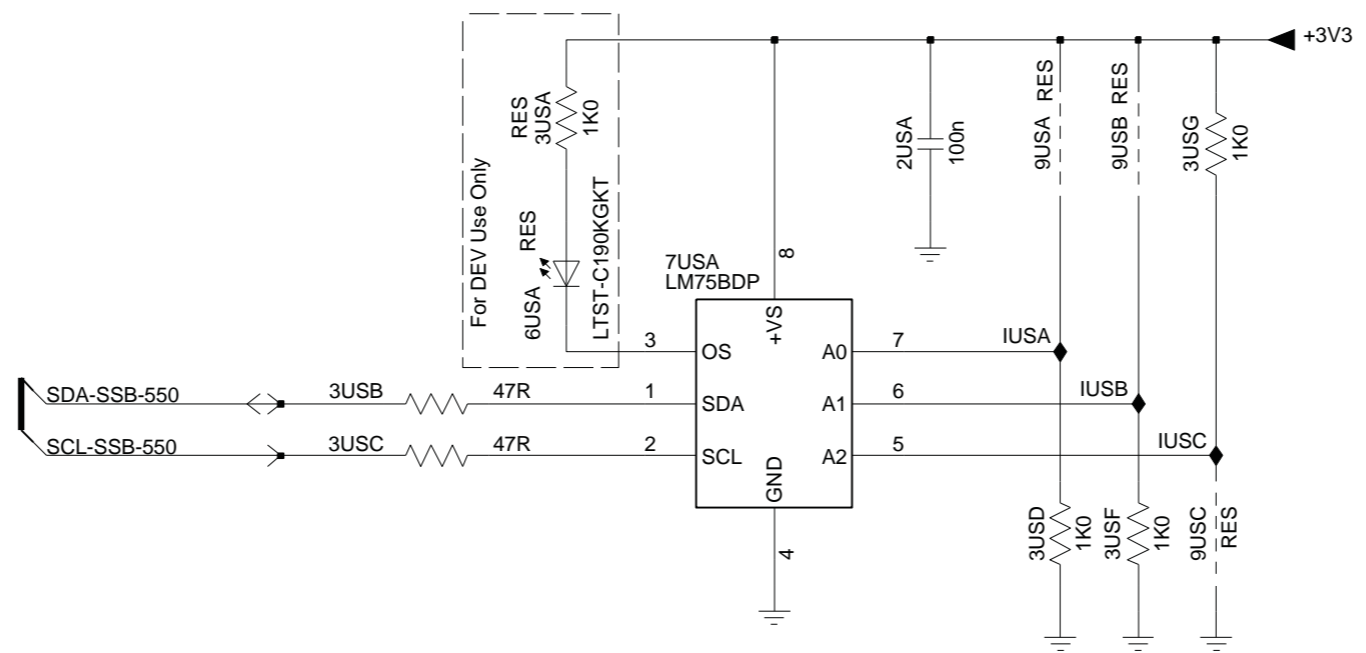 +3V3
RES
3USA
1K0
For DEV Use Only
RES
6USA
LTST-C190KGKT
2USA
100n
9USA RES
9USB RES
3USG
1K0
7USA
LM75BDP
8
+VS
3
OS
A0
7
IUSA
SDA-SSB-550
3USB
47R
1
SDA
A1
6
IUSB
SCL-SSB-550
3USC
47R
2
SCL
A2
5
IUSC
GND
4
3USD
1K0
3USF
1K0
9USC
RES